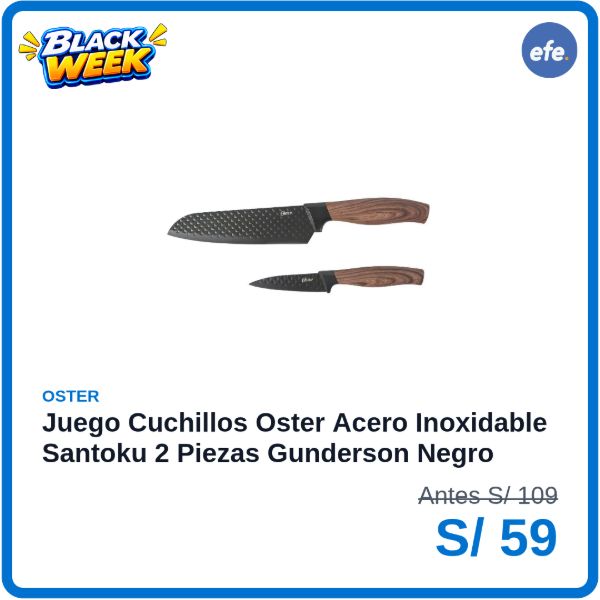 BLACK
WEEK
efe.
OSTER
Juego Cuchillos Oster Acero Inoxidable
Santoku 2 Piezas Gunderson Negro
Antes S/ 109
S/ 59